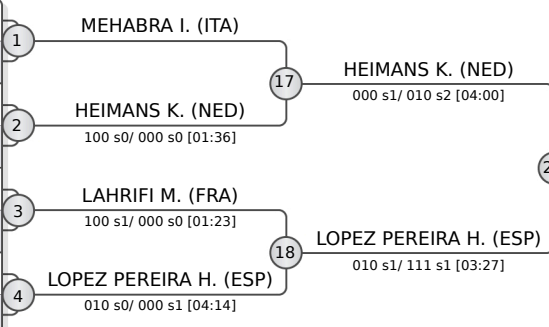 MEHABRA I. (ITA)
1
17
HEIMANS K. (NED)
000 s1/ 010 s2 [04:00]
HEIMANS K. (NED)
2
100 s0/ 000 s0 [01:36]
LAHRIFI M. (FRA)
3
100 s1/ 000 s0 [01:23]
18
LOPEZ PEREIRA H. (ESP)
010 s1/ 111 s1 [03:27]
LOPEZ PEREIRA H. (ESP)
4
010 s0/ 000 s1 [04:14]